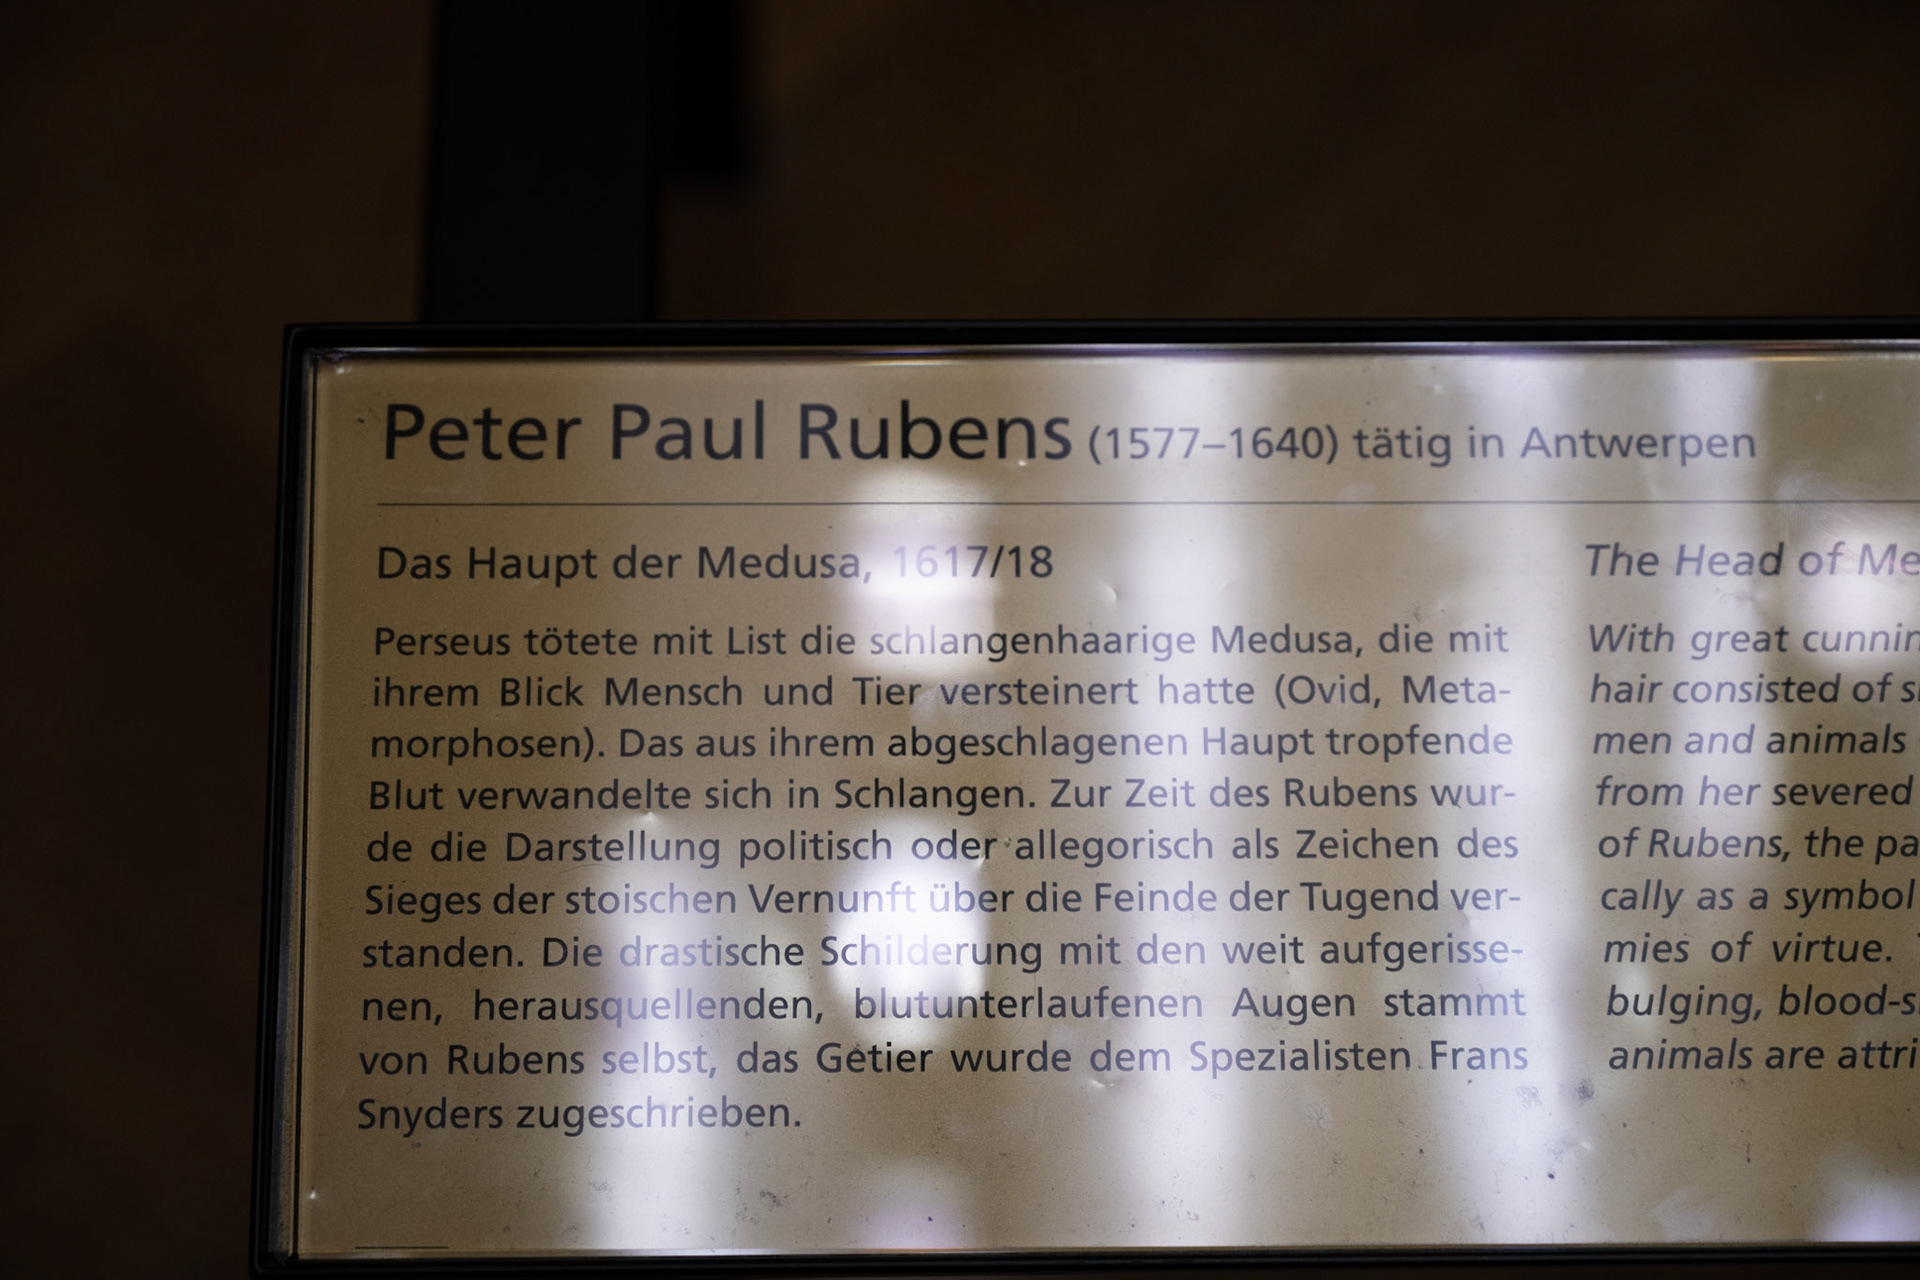 Peter Paul Rubens (1577–1640) tätig in Antwerpen
Das Haupt der Medusa, 1617/18
Perseus tötete mit List die schlangenhaarige Medusa, die mit
ihrem Blick Mensch und Tier versteinert hatte (Ovid, Meta-
morphosen). Das aus ihrem abgeschlagenen Haupt tropfende
Blut verwandelte sich in Schlangen. Zur Zeit des Rubens wur-
de die Darstellung politisch oder allegorisch als Zeichen des
Sieges der stoischen Vernunft über die Feinde der Tugend ver-
standen. Die drastische Schilderung mit den weit aufgerisse-
nen, herausquellenden, blutunterlaufenen Augen stammt
von Rubens selbst, das Getier wurde dem Spezialisten Frans
Snyders zugeschrieben.
The Head of Me
With great cunnin
hair consisted of s
men and animals
from her severed
of Rubens, the pa
cally as a symbol
mies of virtue.
bulging, blood-s
animals are attri